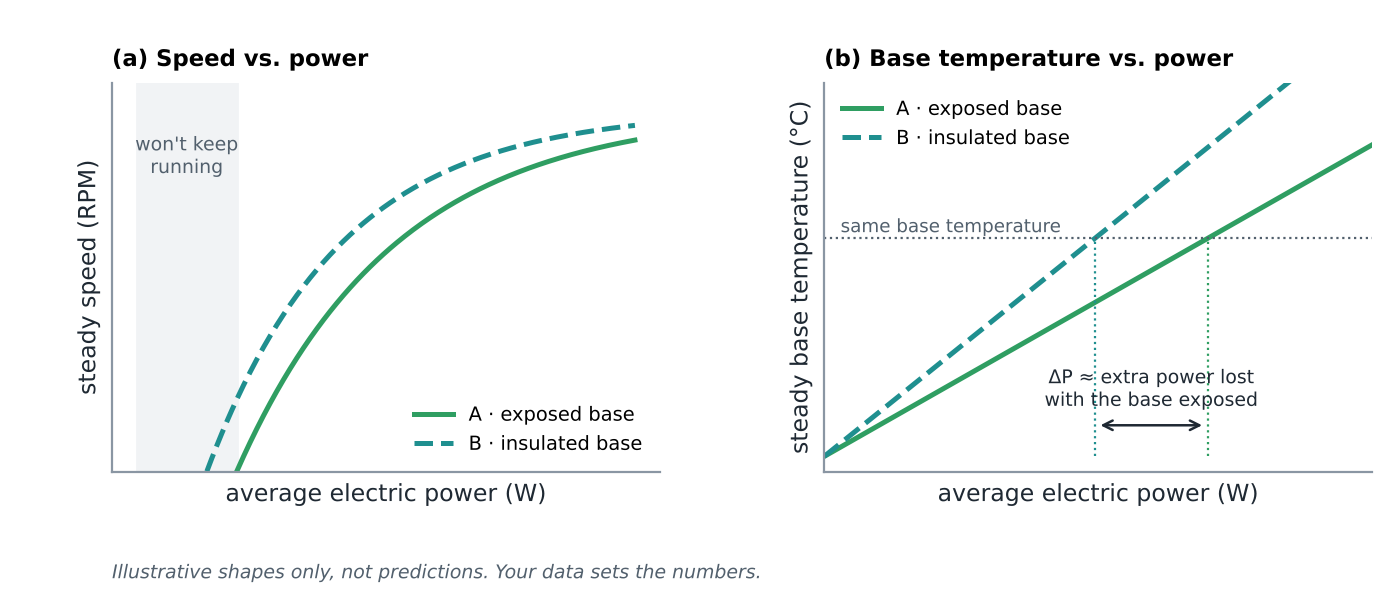 (a) Speed vs. power
won't keep
running
steady speed (RPM)
A · exposed base
B · insulated base
average electric power (W)
(b) Base temperature vs. power
A · exposed base
B · insulated base
steady base temperature (°C)
same base temperature
ΔP ≈ extra power lost
with the base exposed
average electric power (W)
Illustrative shapes only, not predictions. Your data sets the numbers.